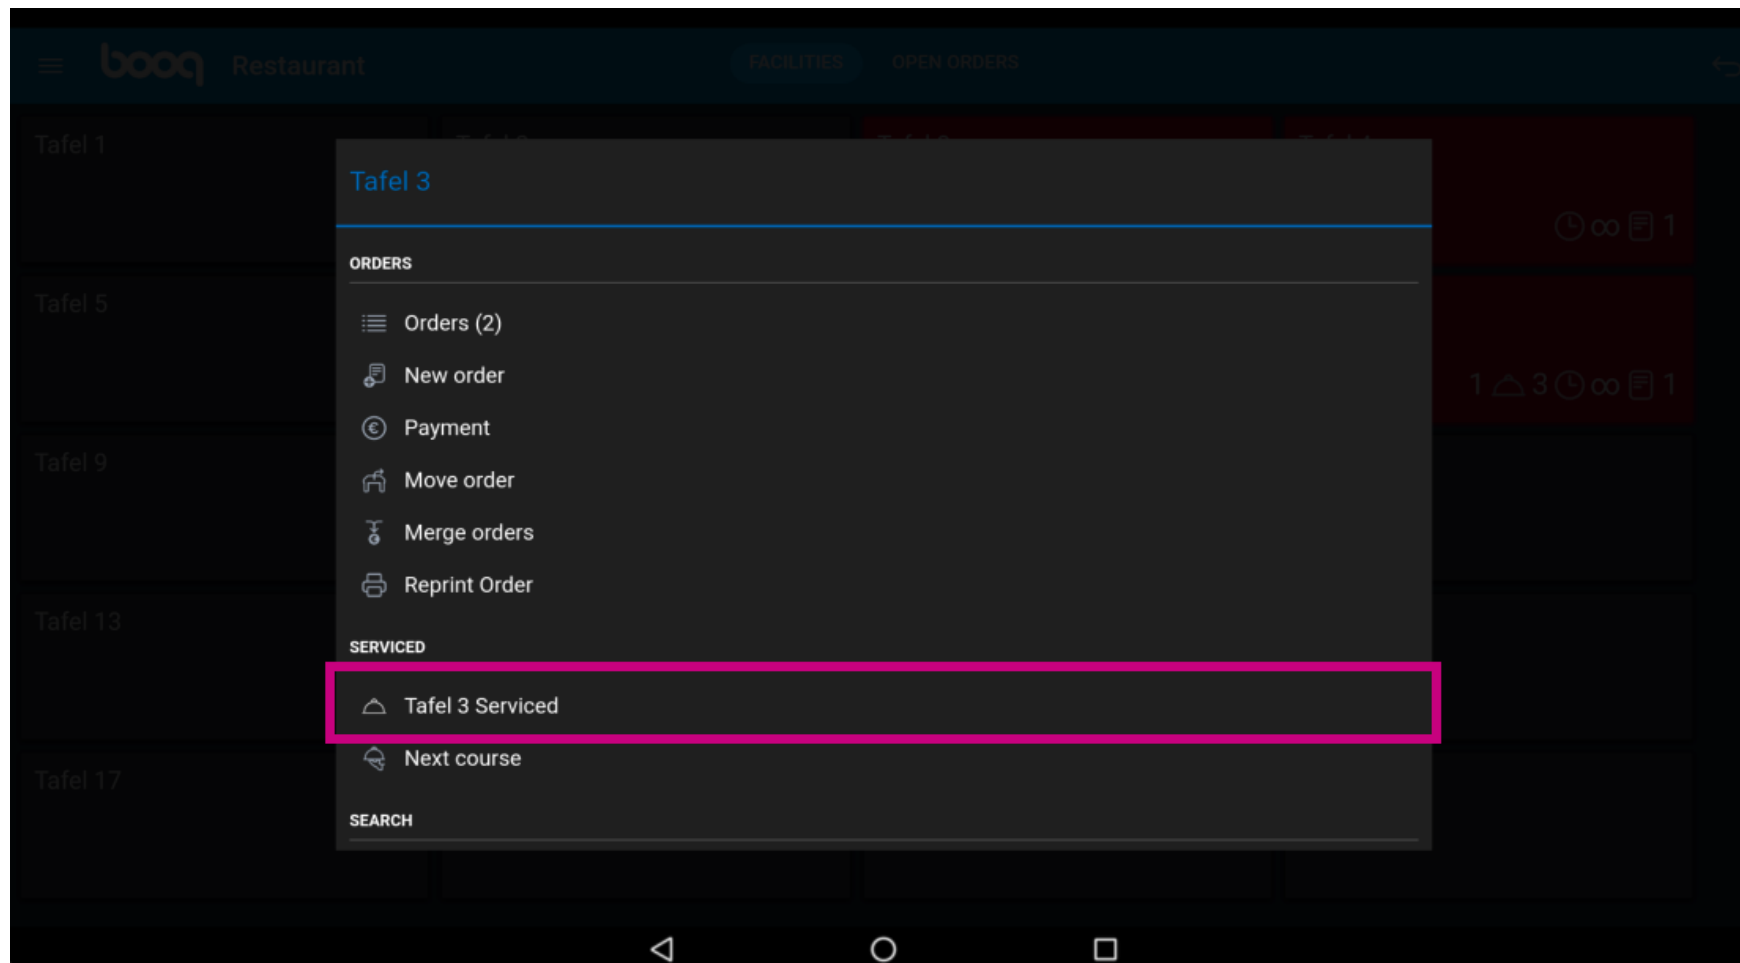 booq Restaurant FACILITIES OPEN ORDERS
Tafel 1
∞ 1
Tafel 3
ORDERS
Orders (2)
Tafel 5
New order
1 3 ∞ 1
Payment
Tafel 9
Move order
Merge orders
Reprint Order
Tafel 13
SERVICED
Tafel 3 Serviced
Next course
Tafel 17
SEARCH